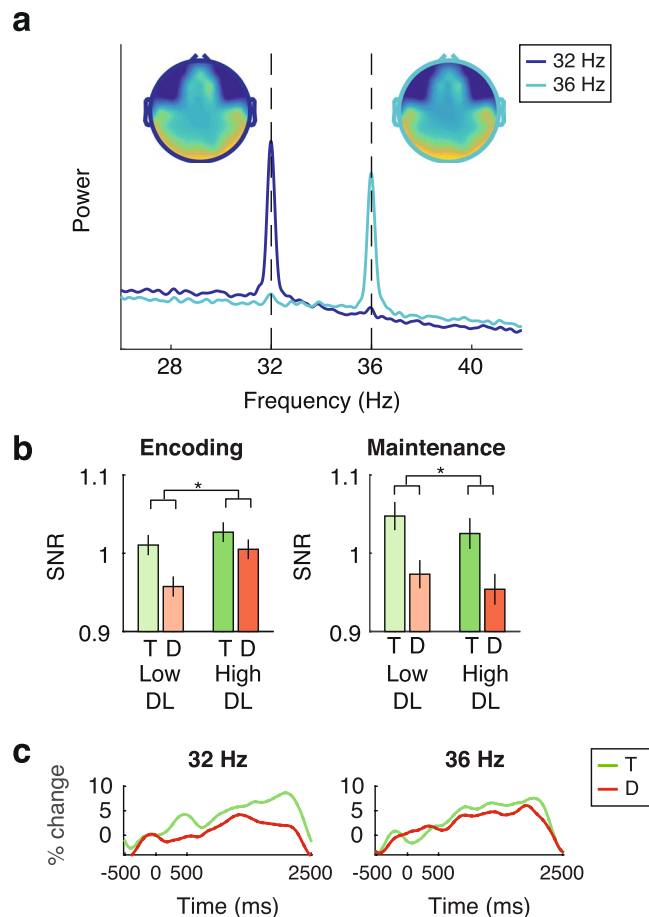 a
32 Hz
36 Hz
Power
28 32 36 40
Frequency (Hz)
b
Encoding
Maintenance
1.1
1
0.9
SNR
*
T D T D
Low High
DL DL
1.1
1
0.9
SNR
*
T D T D
Low High
DL DL
c
32 Hz
36 Hz
T
D
% change
10
5
0
-500 0 500 2500
Time (ms)
10
5
0
-500 0 500 2500
Time (ms)